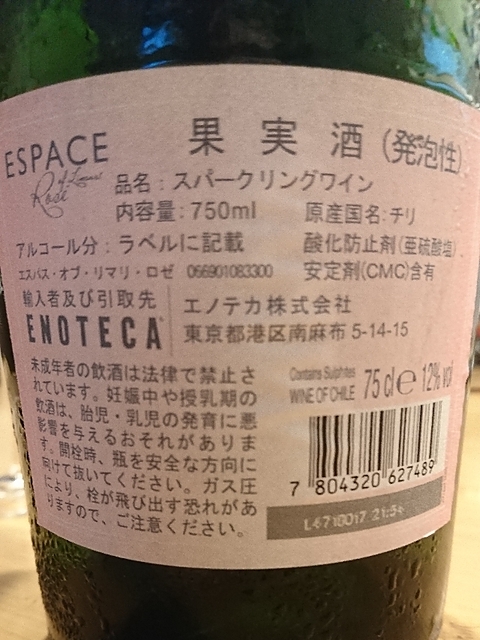 ESPACE
of Limarí
Rosé
果実酒(発泡性)
品名:スパークリングワイン
内容量:750ml 原産国名:チリ
アルコール分:ラベルに記載 酸化防止剤(亜硫酸塩)、
エスパス・オブ・リマリ・ロゼ 066901083300 安定剤(CMC)含有
輸入者及び引取先 エノテカ株式会社
ENOTECA 東京都港区南麻布5-14-15
未成年者の飲酒は法律で禁止さ
れています。妊娠中や授乳期の
飲酒は、胎児・乳児の発育に悪
影響を与えるおそれがありま
す。開栓時、瓶を安全な方向に
向けて抜いてください。ガス圧
により、栓が飛び出す恐れがあ
りますので、ご注意ください。
Contains Sulphites
WINE OF CHILE 75 cl e 12% vol
7 804320 627489
L6710017 21:54